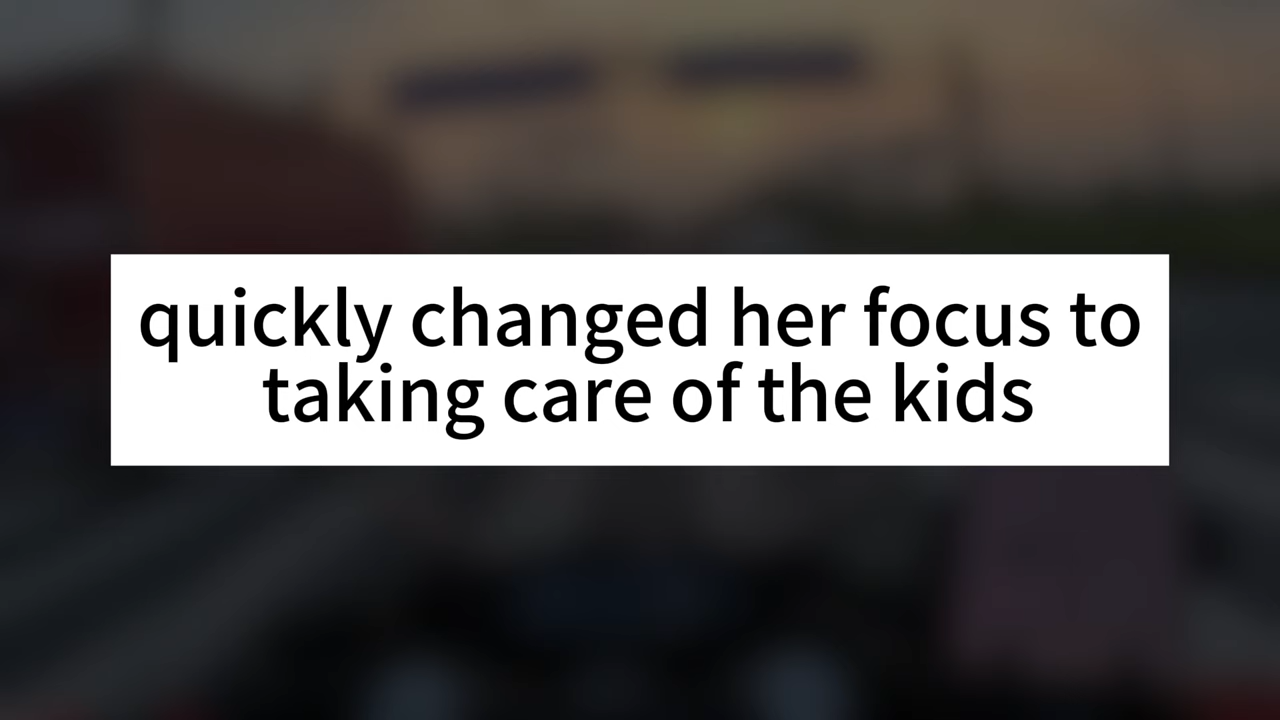 quickly changed her focus to
taking care of the kids